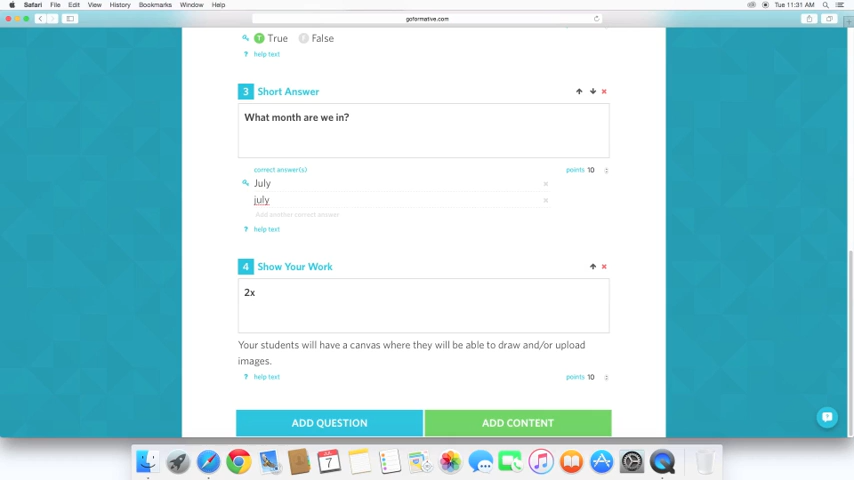 Safari File Edit View History Bookmarks Window Help
Tue 11:31 AM
goformative.com
T True F False
? help text
3 Short Answer
What month are we in?
correct answer(s)
points 10
July
july
Add another correct answer
? help text
4 Show Your Work
2x
Your students will have a canvas where they will be able to draw and/or upload
images.
? help text
points 10
ADD QUESTION
ADD CONTENT
7